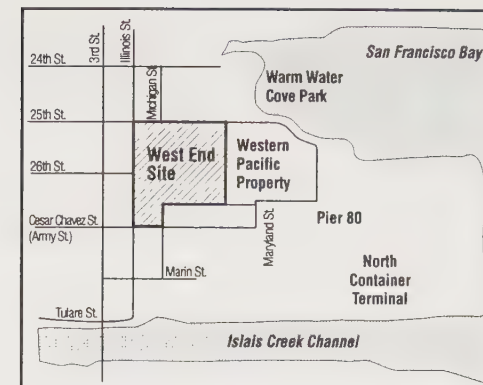 3rd St.
Illinois St.
Michigan St.
24th St.
San Francisco Bay
Warm Water
Cove Park
25th St.
West End
Site
Western
Pacific
Property
26th St.
Cesar Chavez St.
(Army St.)
Maryland St.
Pier 80
Marin St.
North
Container
Terminal
Tulare St.
Islais Creek Channel